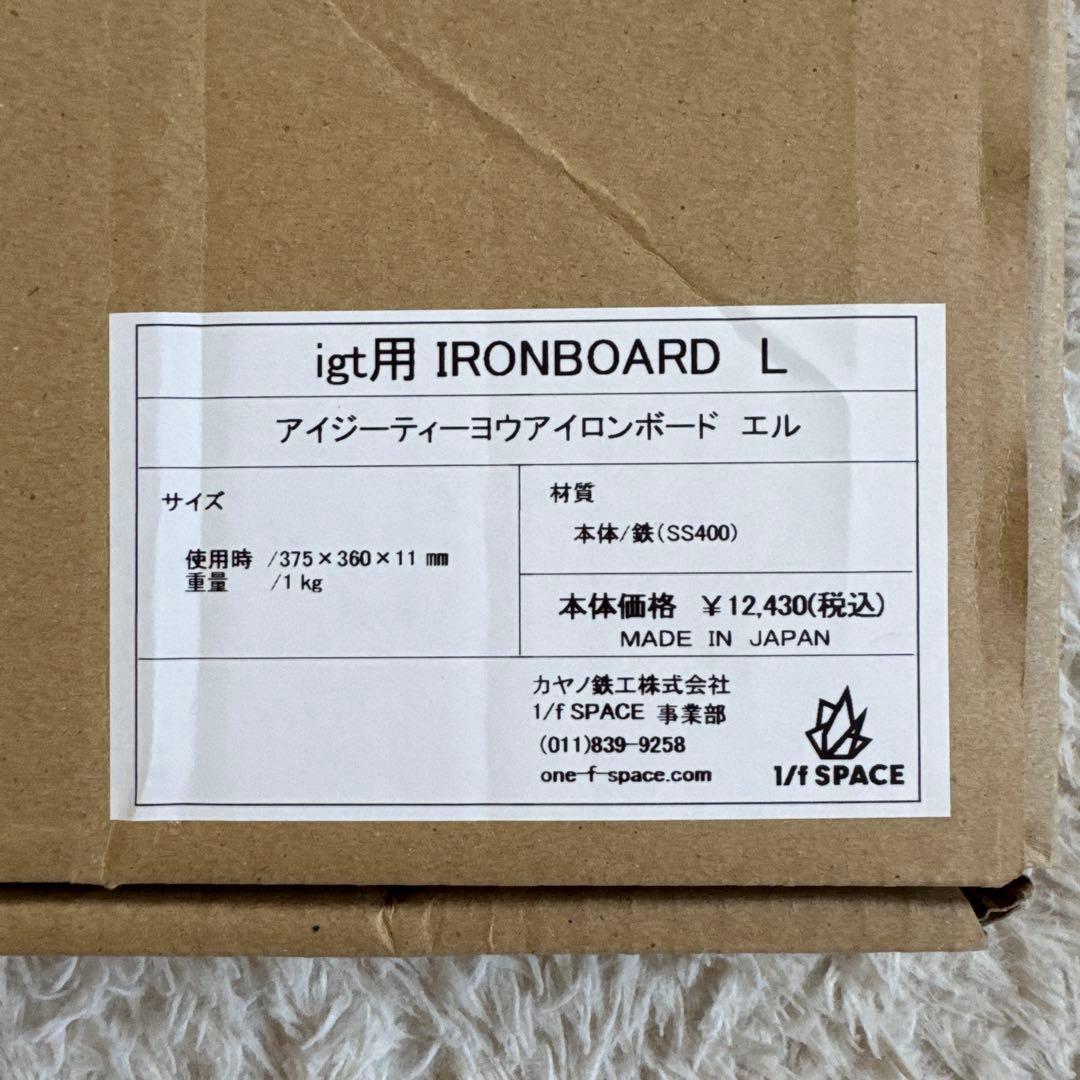 igt用 IRONBOARD L
アイジーティーヨウアイロンボード エル
サイズ
使用時 /375×360×11 ㎜
重量 /1 kg
材質
本体/鉄(SS400)
本体価格 ¥12,430(税込)
MADE IN JAPAN
カヤノ鉄工株式会社
1/f SPACE 事業部
(011)839-9258
one-f-space.com
1/f SPACE